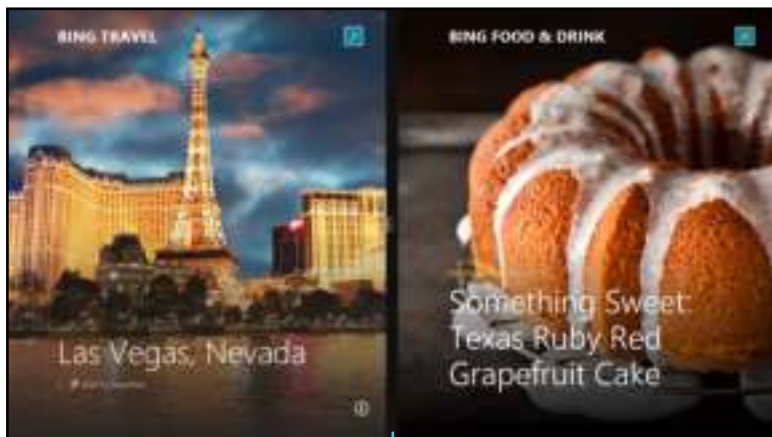 BING TRAVEL
Las Vegas, Nevada
BING FOOD & DRINK
Something Sweet:
Texas Ruby Red
Grapefruit Cake